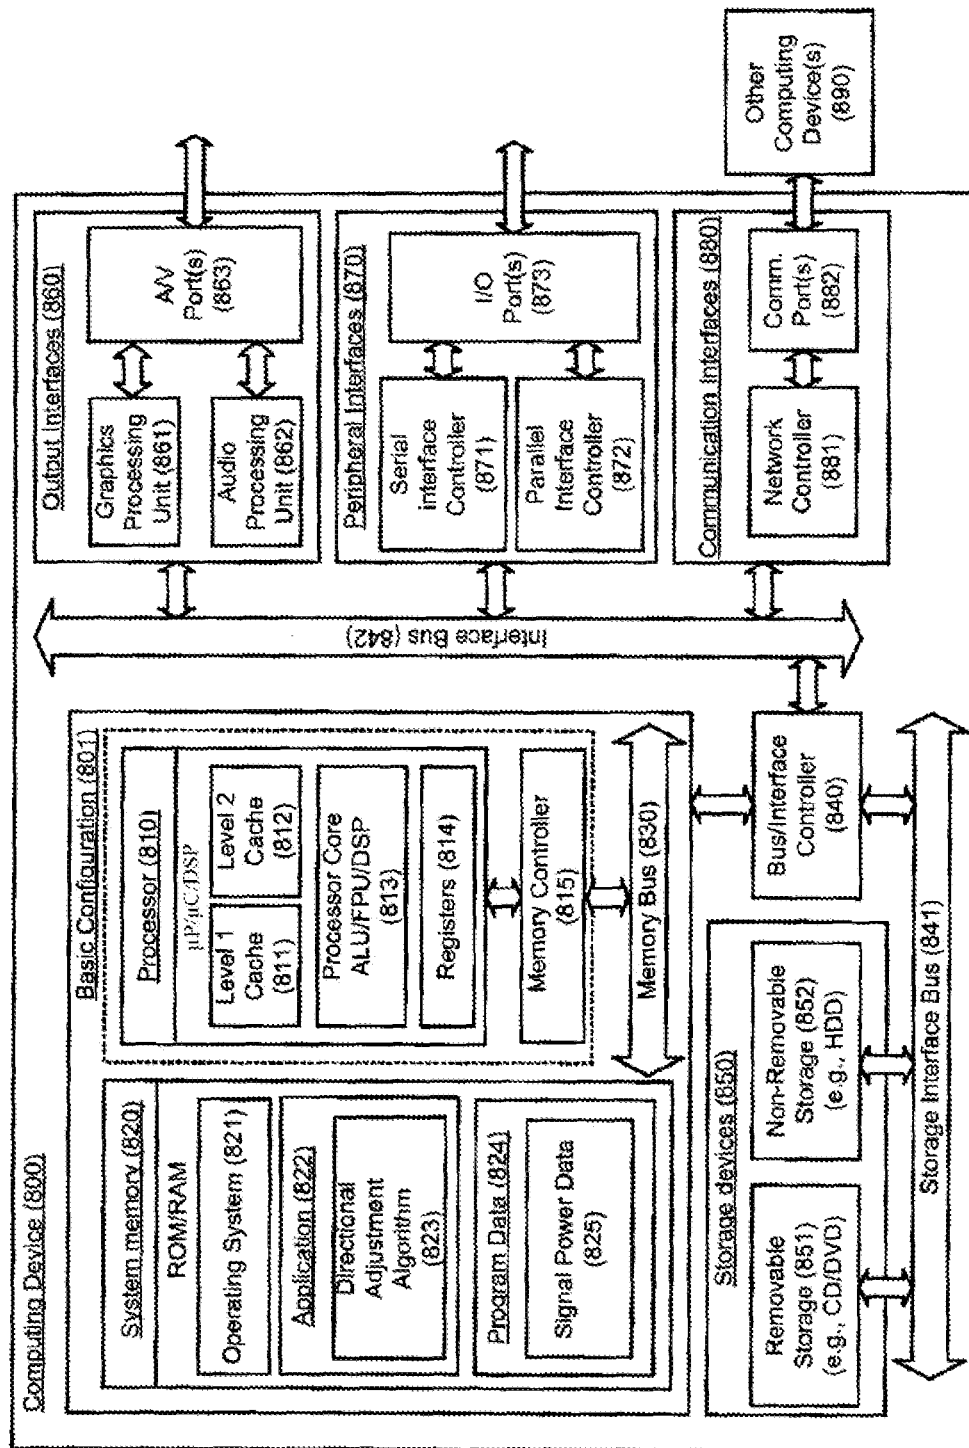 Computing Device (800)
Basic Configuration (801)
System memory (820)
ROM/RAM
Operating System (821)
Application (822)
Directional
Adjustment
Algorithm
(823)
Program Data (824)
Signal Power Data
(825)
Processor (810)
µP/µC/DSP
Level 1
Cache
(811)
Level 2
Cache
(812)
Processor Core
ALU/FPU/DSP
(813)
Registers (814)
Memory Controller
(815)
Memory Bus (830)
Bus/Interface
Controller
(840)
Storage devices (850)
Removable
Storage (851)
(e.g., CD/DVD)
Non-Removable
Storage (852)
(e.g., HDD)
Storage Interface Bus (841)
Interface Bus (842)
Output Interfaces (860)
Graphics
Processing
Unit (861)
Audio
Processing
Unit (862)
A/V
Port(s)
(863)
Peripheral Interfaces (870)
Serial
interface
Controller
(871)
Parallel
Interface
Controller
(872)
I/O
Port(s)
(873)
Communication Interfaces (880)
Network
Controller
(881)
Comm.
Port(s)
(882)
Other
Computing
Device(s)
(890)